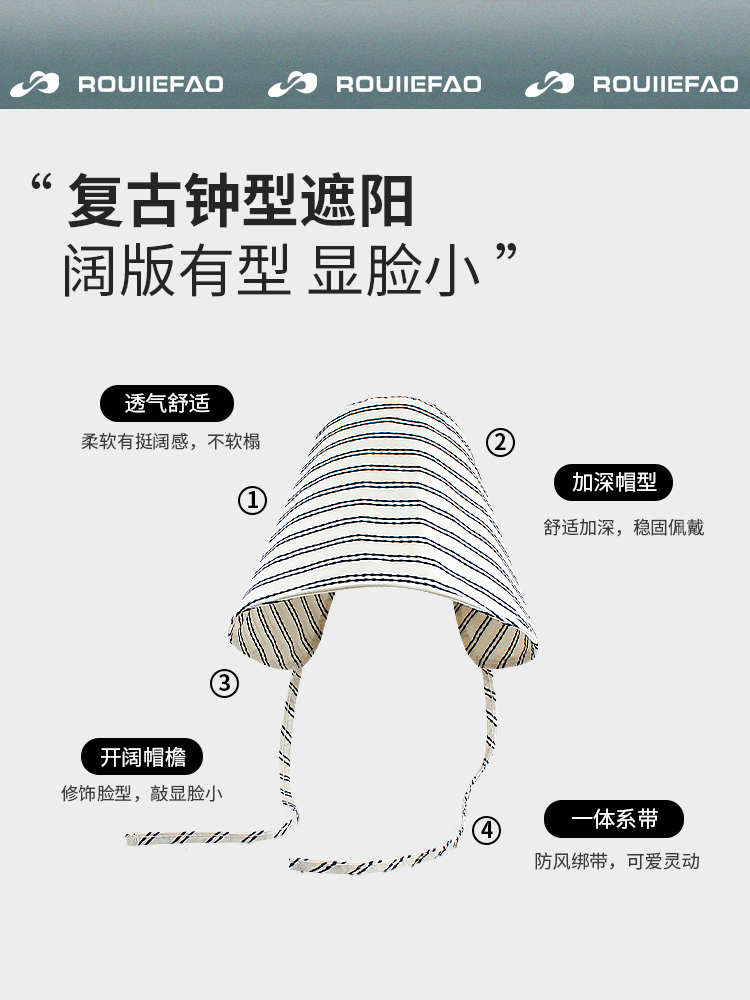 ROUIIEFAO ROUIIEFAO ROUIIEFAO
“复古钟型遮阳
阔版有型 显脸小”
透气舒适
柔软有挺阔感，不软榻
①
②
加深帽型
舒适加深，稳固佩戴
③
开阔帽檐
修饰脸型，敲显脸小
④
一体系带
防风绑带，可爱灵动